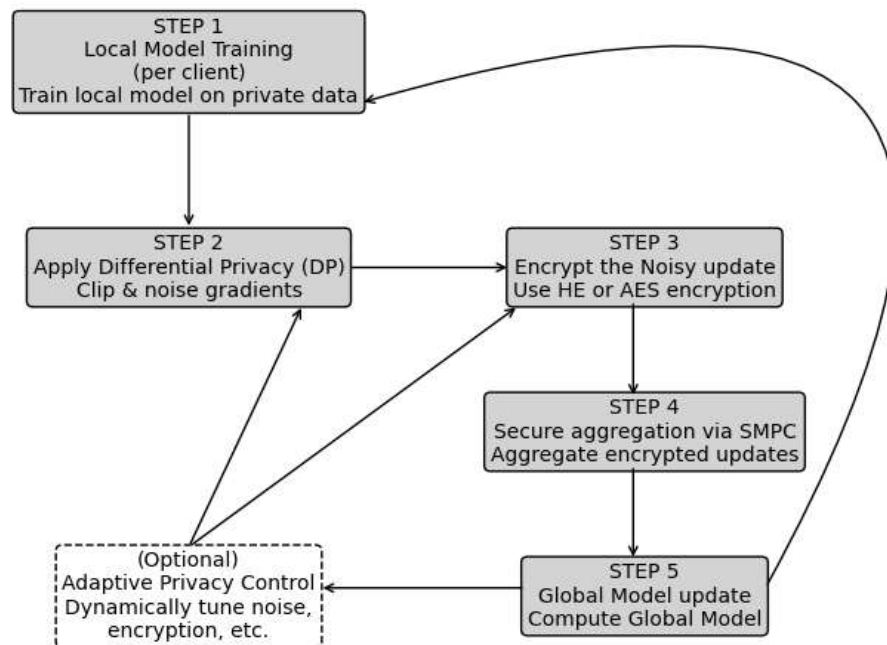 STEP 1
Local Model Training
(per client)
Train local model on private data
STEP 2
Apply Differential Privacy (DP)
Clip & noise gradients
STEP 3
Encrypt the Noisy update
Use HE or AES encryption
STEP 4
Secure aggregation via SMPC
Aggregate encrypted updates
STEP 5
Global Model update
Compute Global Model
(Optional)
Adaptive Privacy Control
Dynamically tune noise,
encryption, etc.